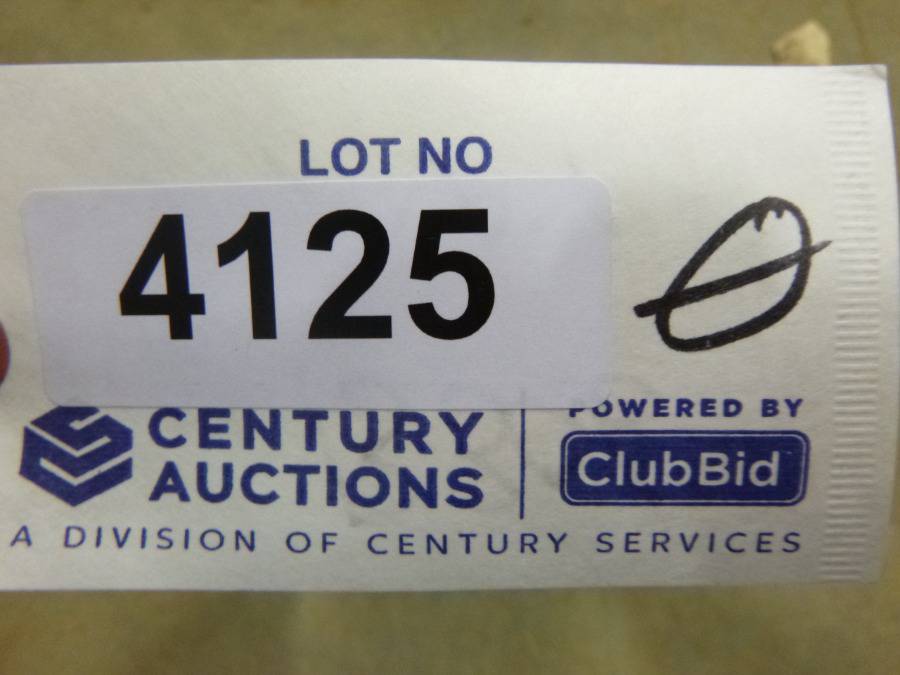 LOT NO
4125
Ø
CENTURY
AUCTIONS
POWERED BY
ClubBid
A DIVISION OF CENTURY SERVICES